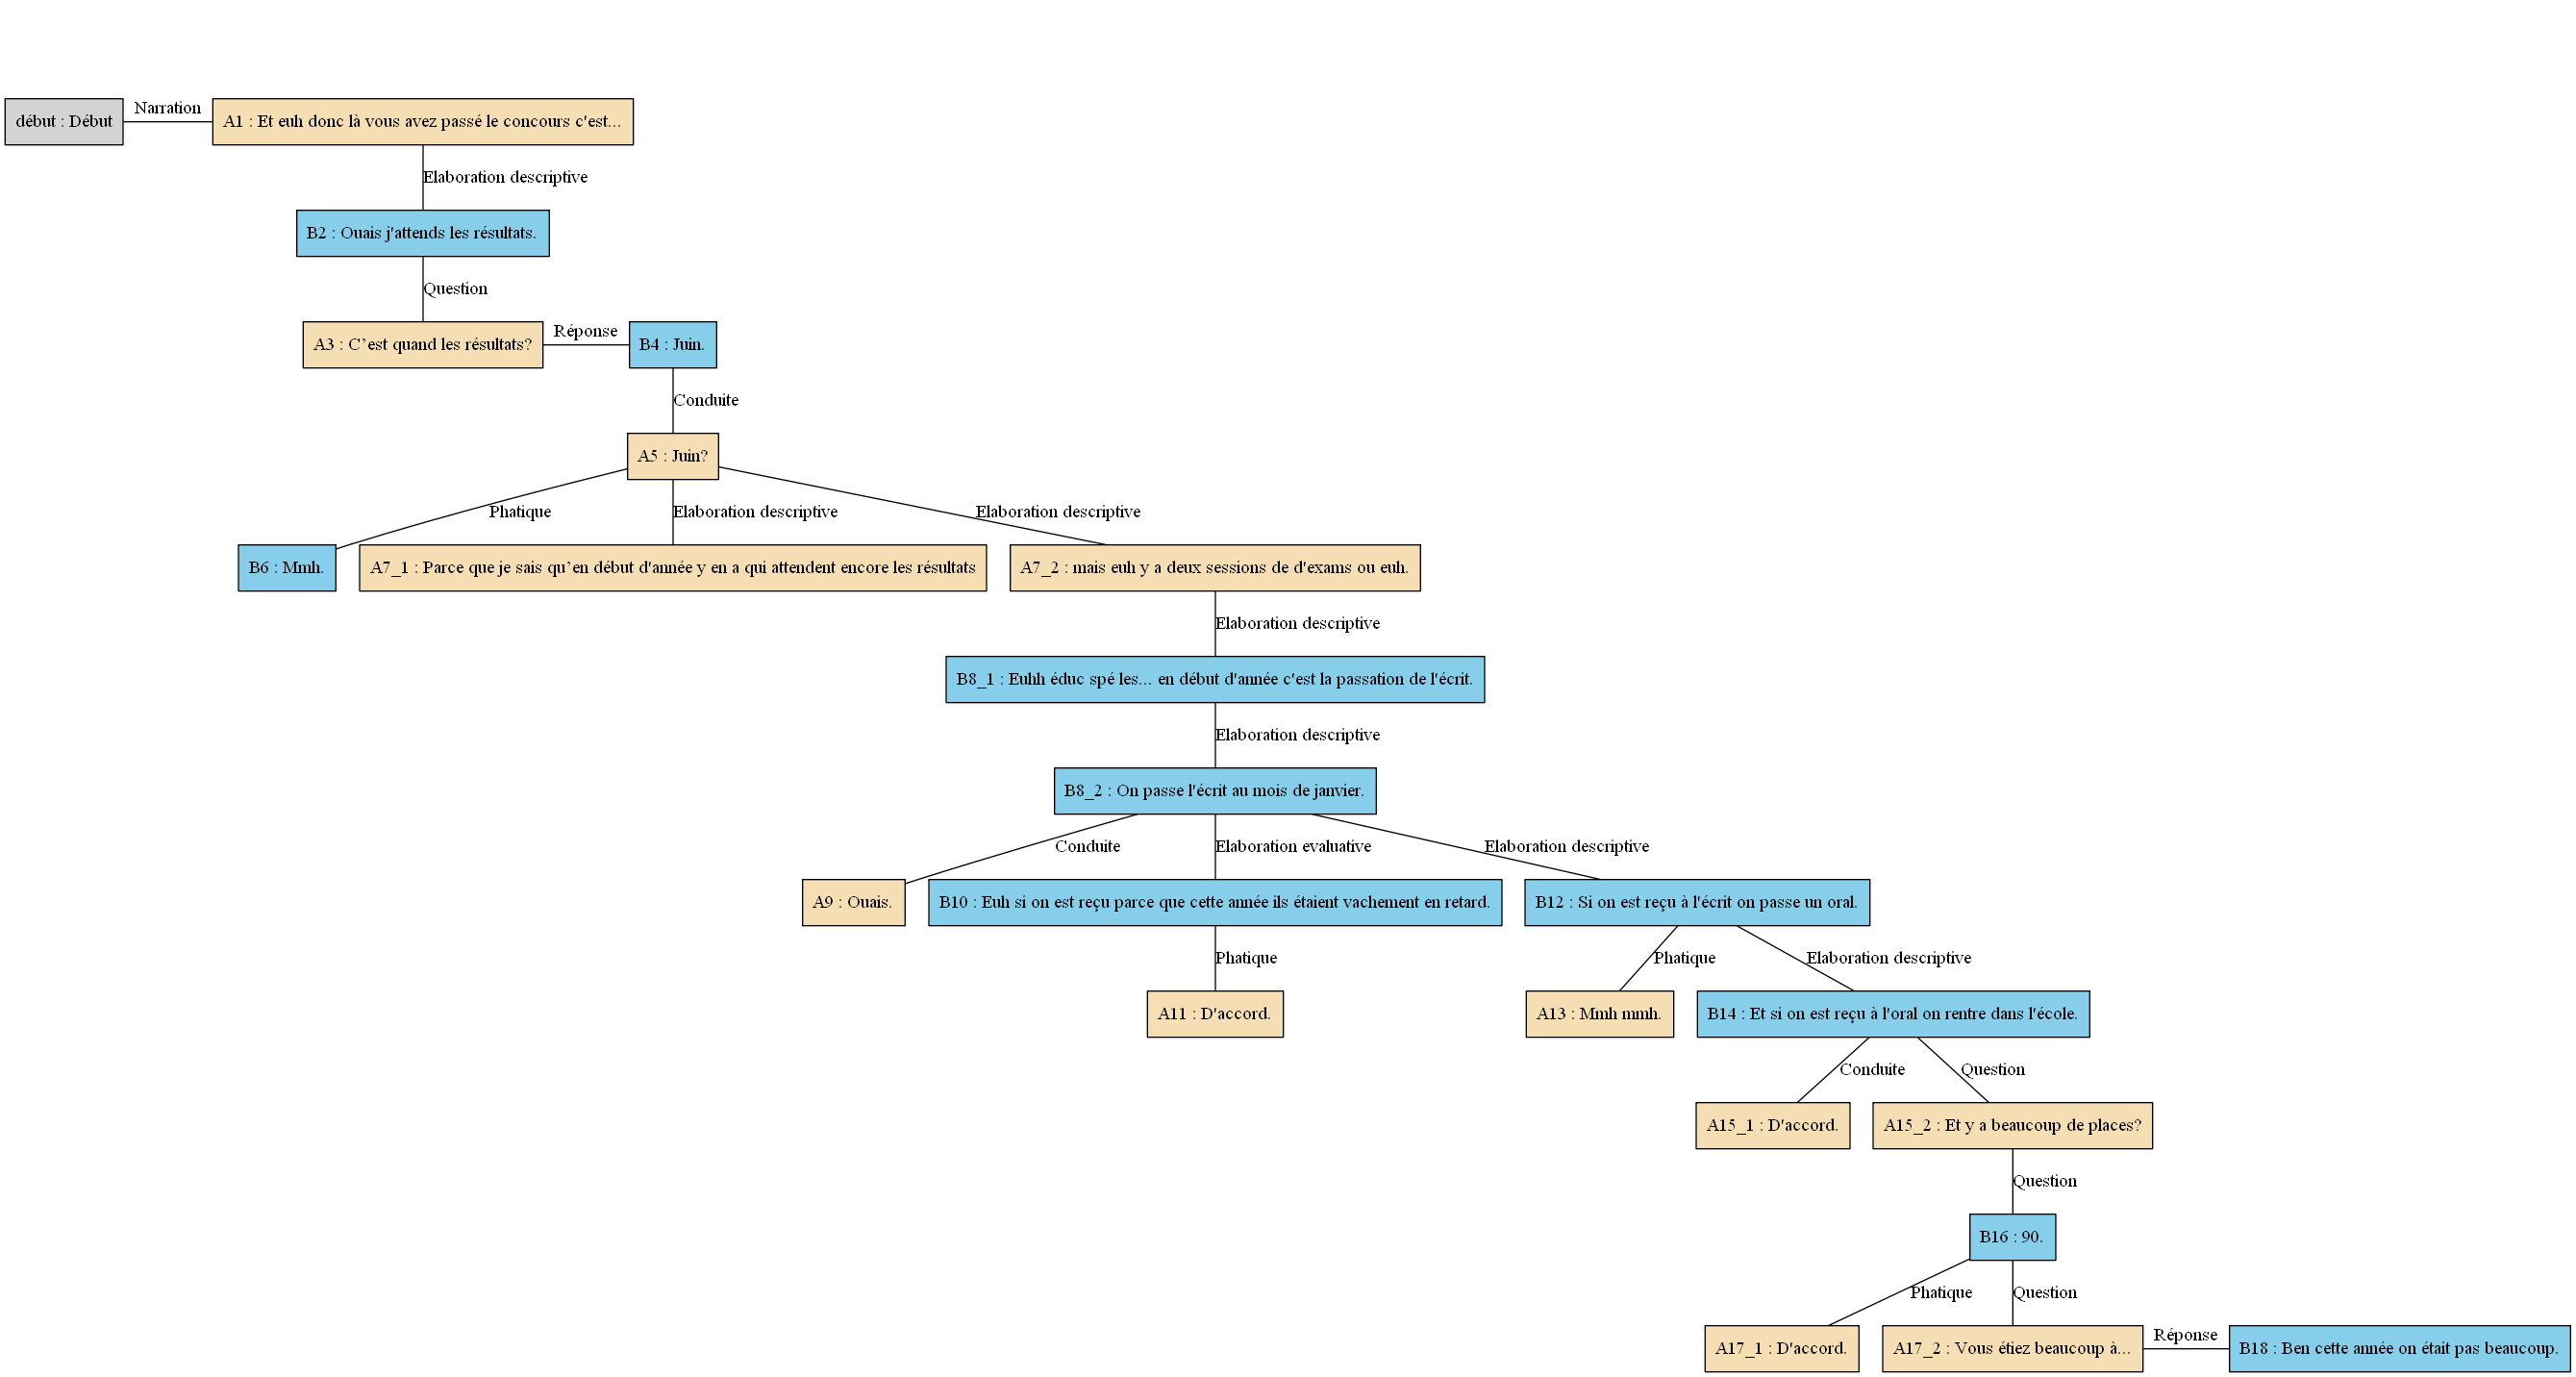 début : Début
Narration
A1 : Et euh donc là vous avez passé le concours c'est...
Elaboration descriptive
B2 : Ouais j'attends les résultats.
Question
A3 : C’est quand les résultats?
Réponse
B4 : Juin.
Conduite
A5 : Juin?
Phatique
Elaboration descriptive
Elaboration descriptive
B6 : Mmh.
A7_1 : Parce que je sais qu’en début d'année y en a qui attendent encore les résultats
A7_2 : mais euh y a deux sessions de d'exams ou euh.
Elaboration descriptive
B8_1 : Euhh éduc spé les... en début d'année c'est la passation de l'écrit.
Elaboration descriptive
B8_2 : On passe l'écrit au mois de janvier.
Conduite
Elaboration evaluative
Elaboration descriptive
A9 : Ouais.
B10 : Euh si on est reçu parce que cette année ils étaient vachement en retard.
B12 : Si on est reçu à l'écrit on passe un oral.
Phatique
Phatique
Elaboration descriptive
A11 : D'accord.
A13 : Mmh mmh.
B14 : Et si on est reçu à l'oral on rentre dans l'école.
Conduite
Question
A15_1 : D'accord.
A15_2 : Et y a beaucoup de places?
Question
B16 : 90.
Phatique
Question
A17_1 : D'accord.
A17_2 : Vous étiez beaucoup à...
Réponse
B18 : Ben cette année on était pas beaucoup.